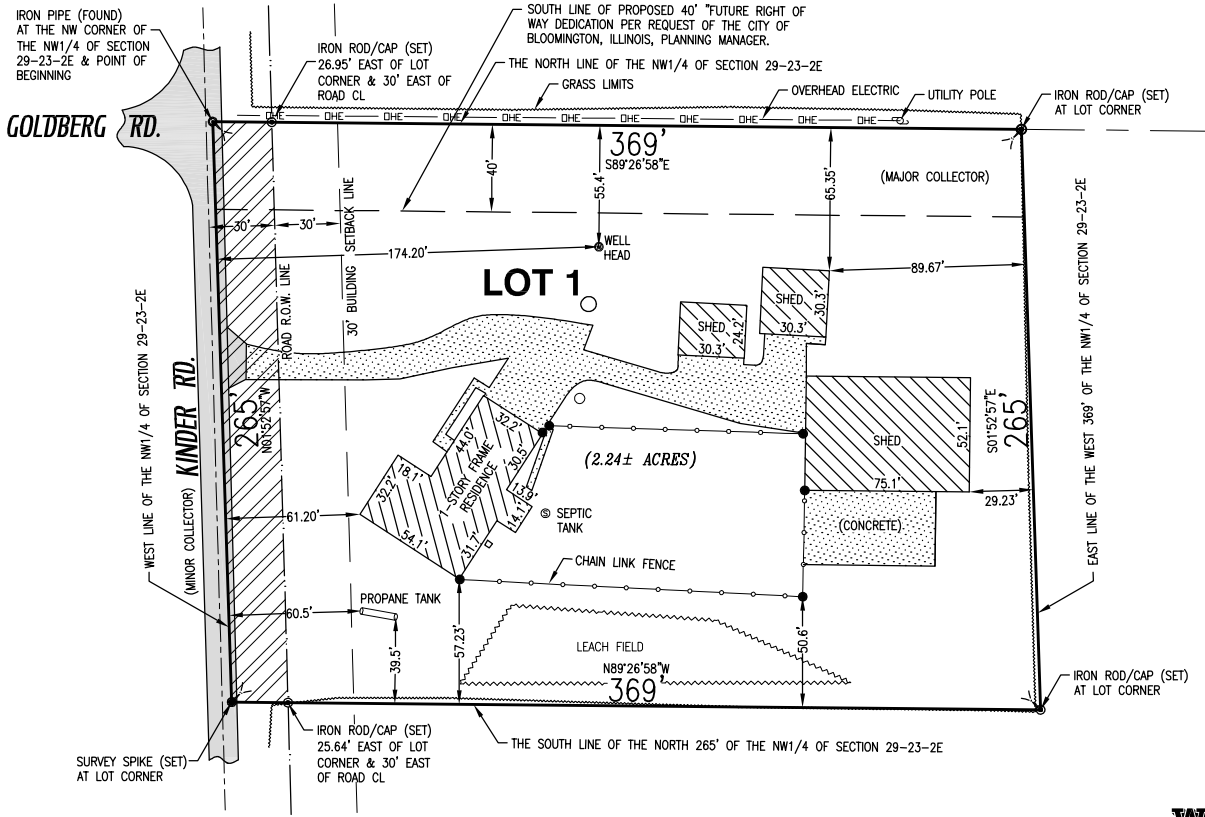 IRON PIPE (FOUND)
AT THE NW CORNER OF
THE NW1/4 OF SECTION
29-23-2E & POINT OF
BEGINNING
IRON ROD/CAP (SET)
26.95' EAST OF LOT
CORNER & 30' EAST OF
ROAD CL
SOUTH LINE OF PROPOSED 40' "FUTURE RIGHT OF
WAY DEDICATION PER REQUEST OF THE CITY OF
BLOOMINGTON, ILLINOIS, PLANNING MANAGER.
THE NORTH LINE OF THE NW1/4 OF SECTION 29-23-2E
GRASS LIMITS
OVERHEAD ELECTRIC
UTILITY POLE
IRON ROD/CAP (SET)
AT LOT CORNER
GOLDBERG RD.
OHE
OHE
OHE
OHE
OHE
OHE
OHE
OHE
OHE
OHE
OHE
369'
S89°26'58"E
40'
55.4'
65.35'
(MAJOR COLLECTOR)
30'
30'
174.20'
WELL
HEAD
89.67'
LOT 1
WEST LINE OF THE NW1/4 OF SECTION 29-23-2E
(MINOR COLLECTOR)
KINDER RD.
265'
N01°52'57"W
ROAD R.O.W. LINE
30' BUILDING SETBACK LINE
SHED
24.2'
30.3'
SHED
30.3'
30.3'
SHED
52.1'
75.1'
S01°52'57"E
265'
EAST LINE OF THE WEST 369' OF THE NW1/4 OF SECTION 29-23-2E
(2.24± ACRES)
32.2'
44.0'
30.5'
18.1'
32.2'
1-STORY FRAME
RESIDENCE
13.9'
14.1'
54.1'
31.7'
61.20'
SEPTIC
TANK
S
29.23'
(CONCRETE)
CHAIN LINK FENCE
PROPANE TANK
60.5'
39.5'
57.23'
50.6'
LEACH FIELD
N89°26'58"W
369'
IRON ROD/CAP (SET)
AT LOT CORNER
IRON ROD/CAP (SET)
25.64' EAST OF LOT
CORNER & 30' EAST
OF ROAD CL
THE SOUTH LINE OF THE NORTH 265' OF THE NW1/4 OF SECTION 29-23-2E
SURVEY SPIKE (SET)
AT LOT CORNER